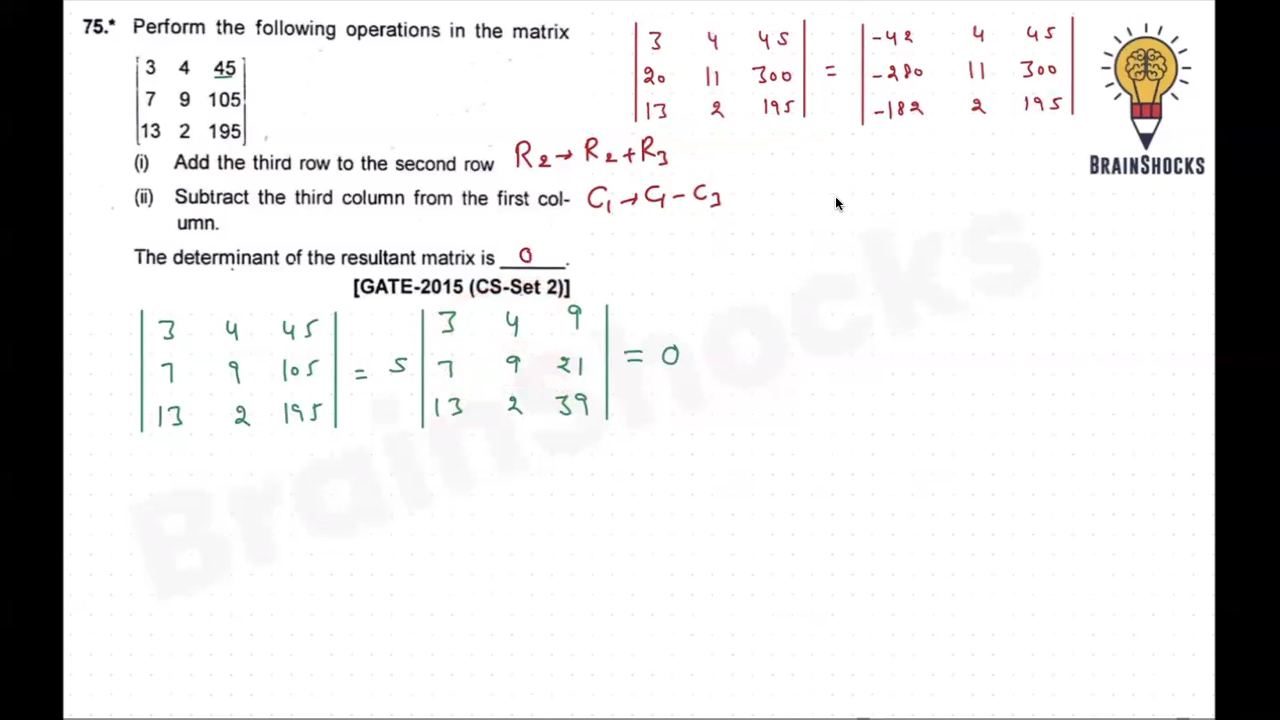 75.* Perform the following operations in the matrix
3 4 45
7 9 105
13 2 195
(i) Add the third row to the second row R2→R2+R3
(ii) Subtract the third column from the first col- C1→C1-C3
umn.
The determinant of the resultant matrix is 0.
[GATE-2015 (CS-Set 2)]
3 4 45
20 11 300
13 2 195
=
-42 4 45
-280 11 300
-182 2 195
BRAINSHOCKS
3 4 45
7 9 105
13 2 195
= 5
3 4 9
7 9 21
13 2 39
= 0
BrainShocks